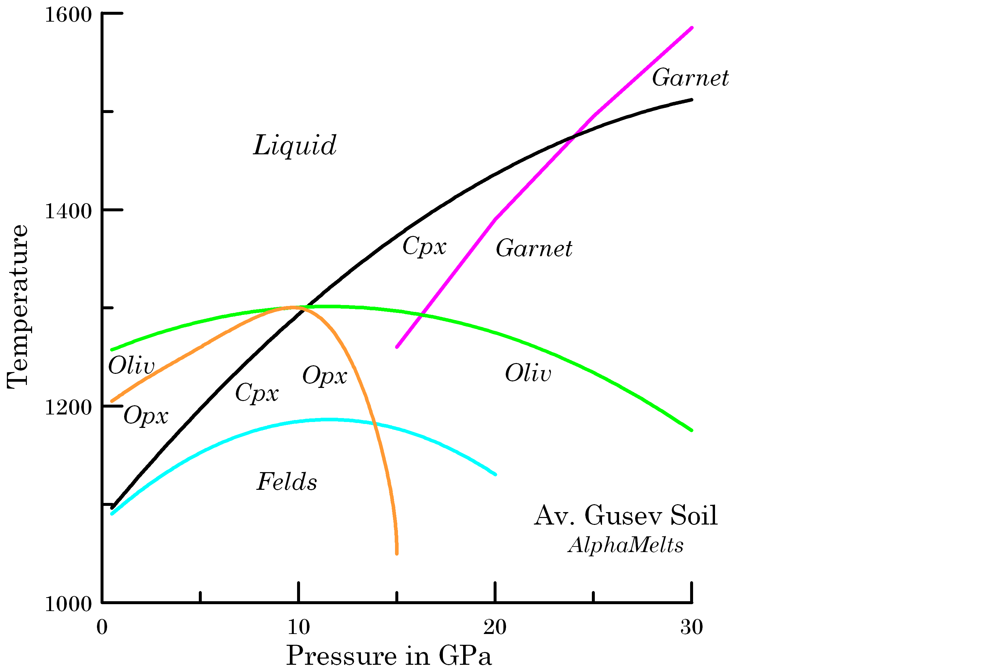 1600
Garnet
Liquid
1400
Cpx
Garnet
Temperature
Oliv
Opx
Oliv
Cpx
1200
Opx
Felds
Av. Gusev Soil
AlphaMelts
1000
0
10
20
30
Pressure in GPa